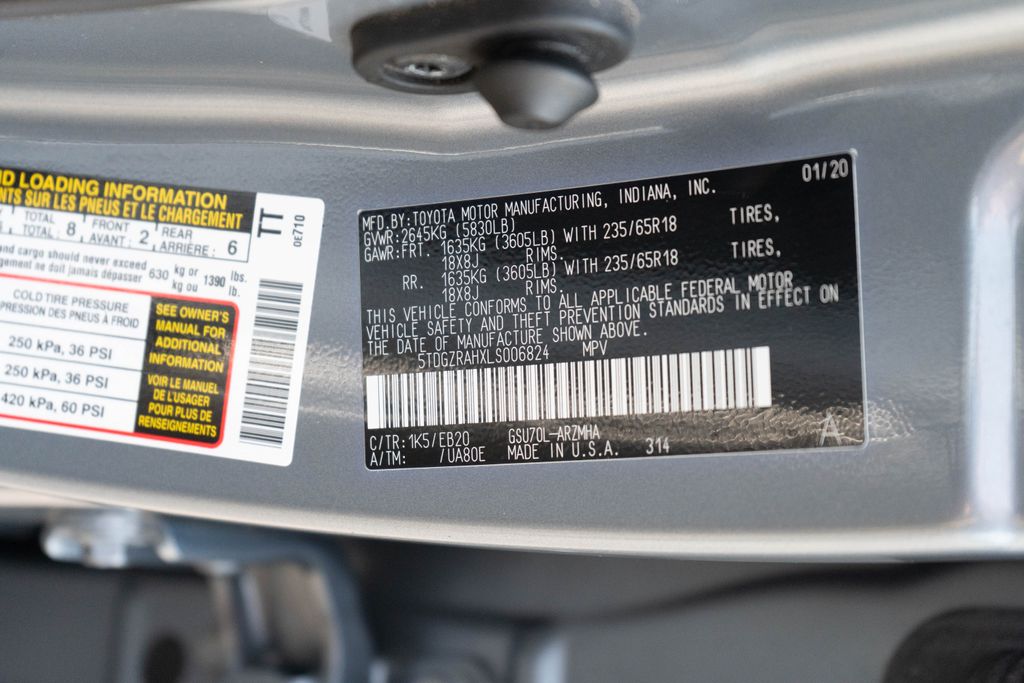 D LOADING INFORMATION
NTS SUR LES PNEUS ET LE CHARGEMENT
TOTAL
TOTAL : 8
FRONT
AVANT : 2
REAR
ARRIÈRE : 6
and cargo should never exceed
gement ne doit jamais dépasser 630 kg or kg ou 1390 lbs. lb.
COLD TIRE PRESSURE
PRESSION DES PNEUS À FROID
250 kPa, 36 PSI
250 kPa, 36 PSI
420 kPa, 60 PSI
SEE OWNER'S
MANUAL FOR
ADDITIONAL
INFORMATION
VOIR LE MANUEL
DE L'USAGER
POUR PLUS DE
RENSEIGNEMENTS
TT
0E710
01/20
MFD.BY:TOYOTA MOTOR MANUFACTURING, INDIANA, INC.
GVWR:2645KG (5830LB)
GAWR:FRT. 1635KG (3605LB) WITH 235/65R18 TIRES,
18X8J RIMS.
RR. 1635KG (3605LB) WITH 235/65R18 TIRES,
18X8J RIMS.
THIS VEHICLE CONFORMS TO ALL APPLICABLE FEDERAL MOTOR
VEHICLE SAFETY AND THEFT PREVENTION STANDARDS IN EFFECT ON
THE DATE OF MANUFACTURE SHOWN ABOVE.
5TDGZRAHXLS006824 MPV
C/TR:1K5/EB20 GSU70L-ARZMHA
A/TM: /UA80E MADE IN U.S.A. 314
A